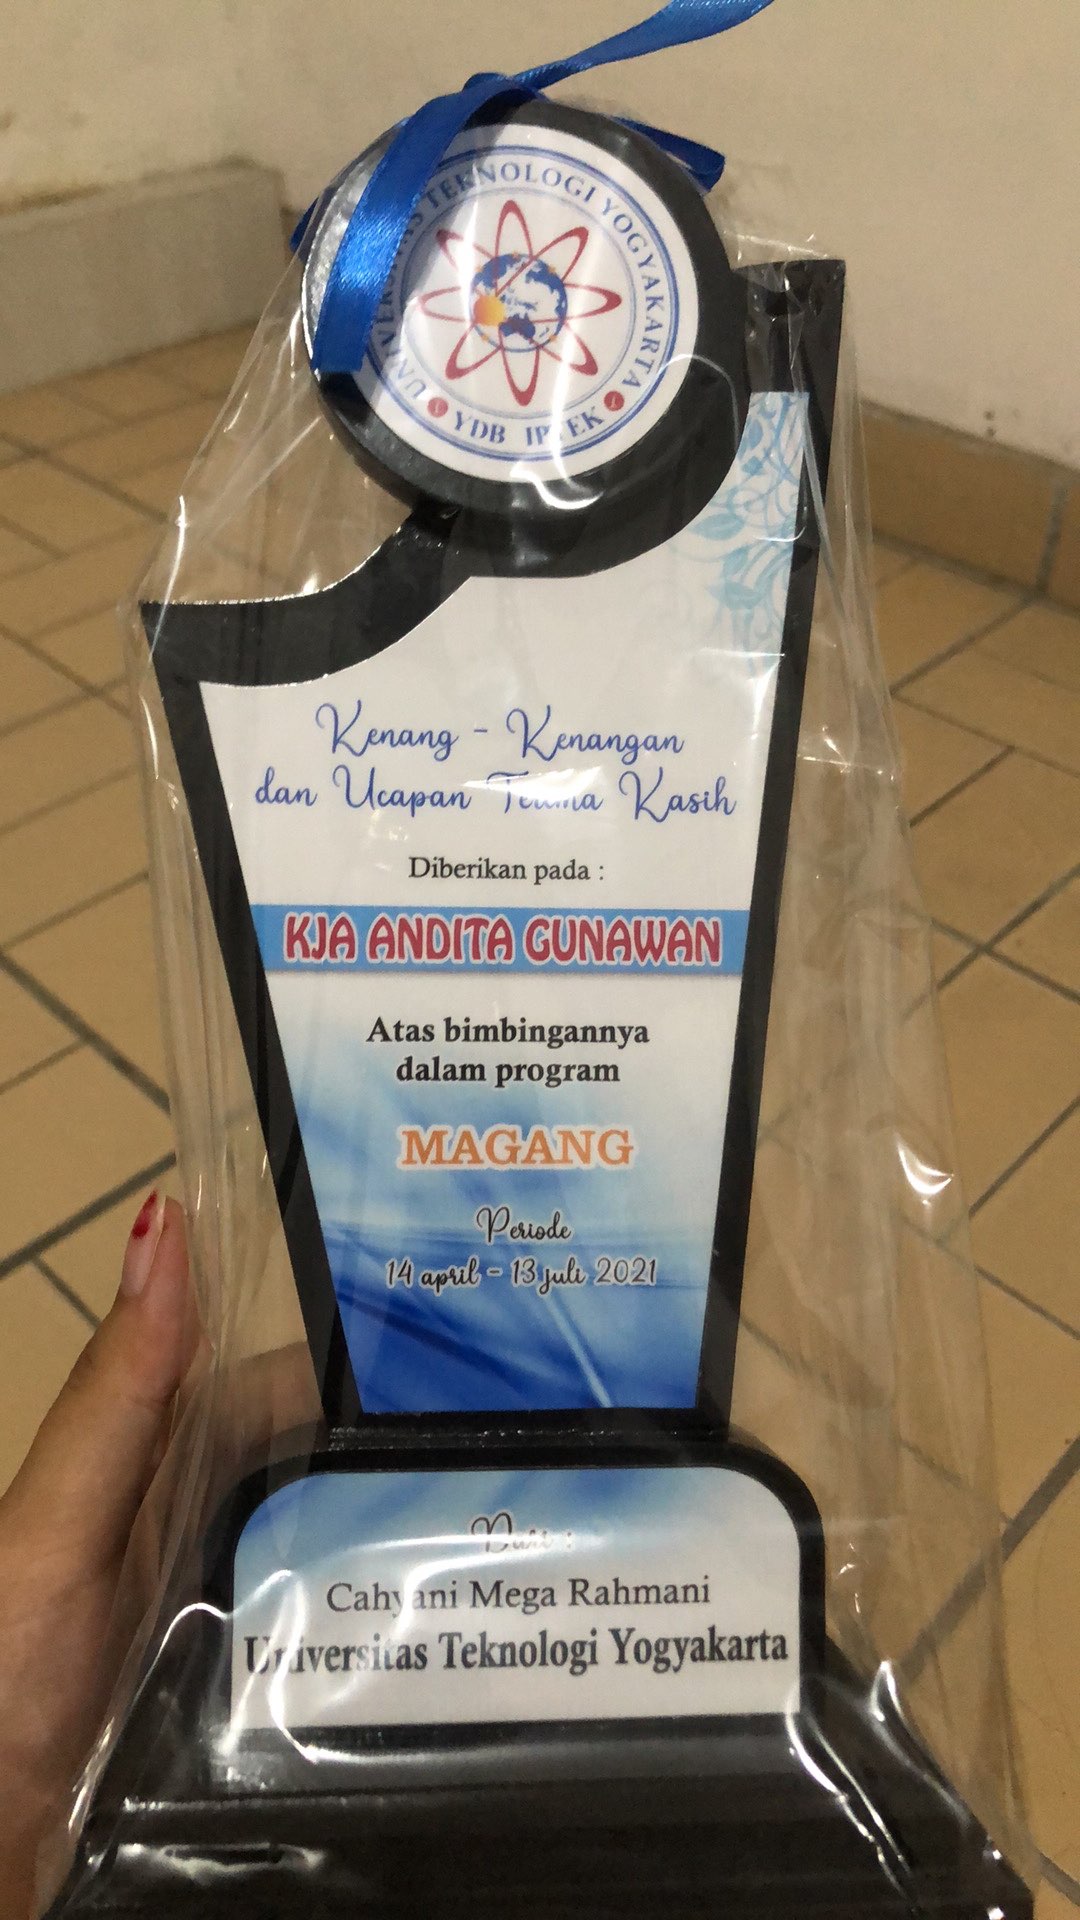 UNIVERSITAS TEKNOLOGI YOGYAKARTA
YDB IPTEK
Kenang - Kenangan
dan Ucapan Terima Kasih
Diberikan pada :
KJA ANDITA GUNAWAN
Atas bimbingannya
dalam program
MAGANG
Periode
14 april - 13 juli 2021
Dari :
Cahyani Mega Rahmani
Universitas Teknologi Yogyakarta